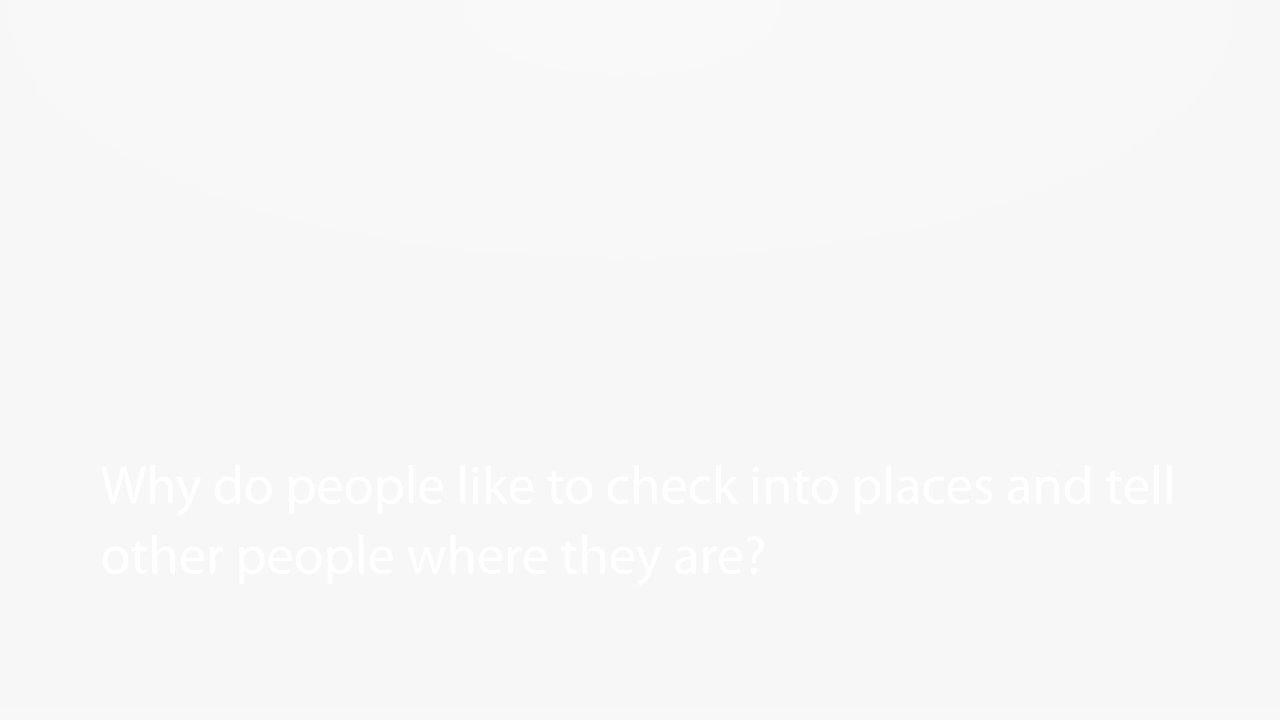 Why do people like to check into places and tell
other people where they are?